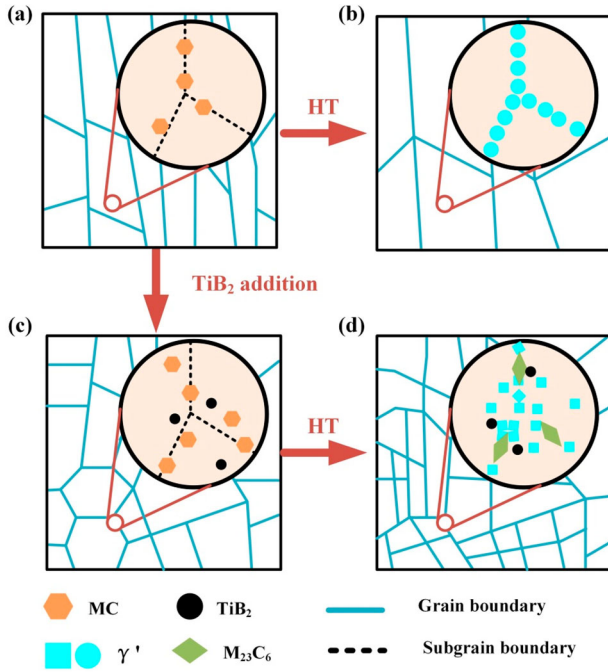 (a)
(b)
HT
TiB₂ addition
(c)
(d)
HT
MC
TiB₂
Grain boundary
γ '
M₂₃C₆
Subgrain boundary